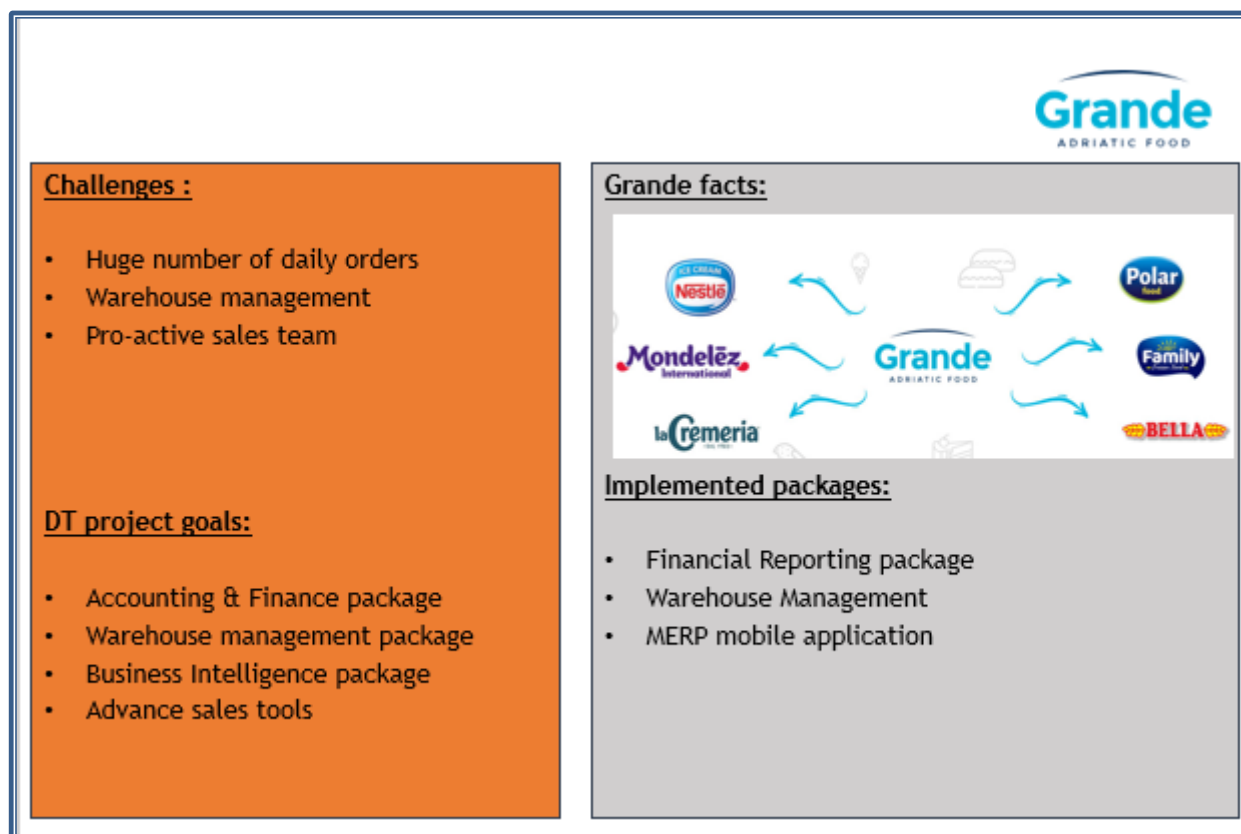 Grande
ADRIATIC FOOD
Challenges :
• Huge number of daily orders
• Warehouse management
• Pro-active sales team
DT project goals:
• Accounting & Finance package
• Warehouse management package
• Business Intelligence package
• Advance sales tools
Grande facts:
ICE CREAM
Nestlé
Mondelēz
International
la Cremeria
Grande
ADRIATIC FOOD
Polar
food
Family
BELLA
Implemented packages:
• Financial Reporting package
• Warehouse Management
• MERP mobile application